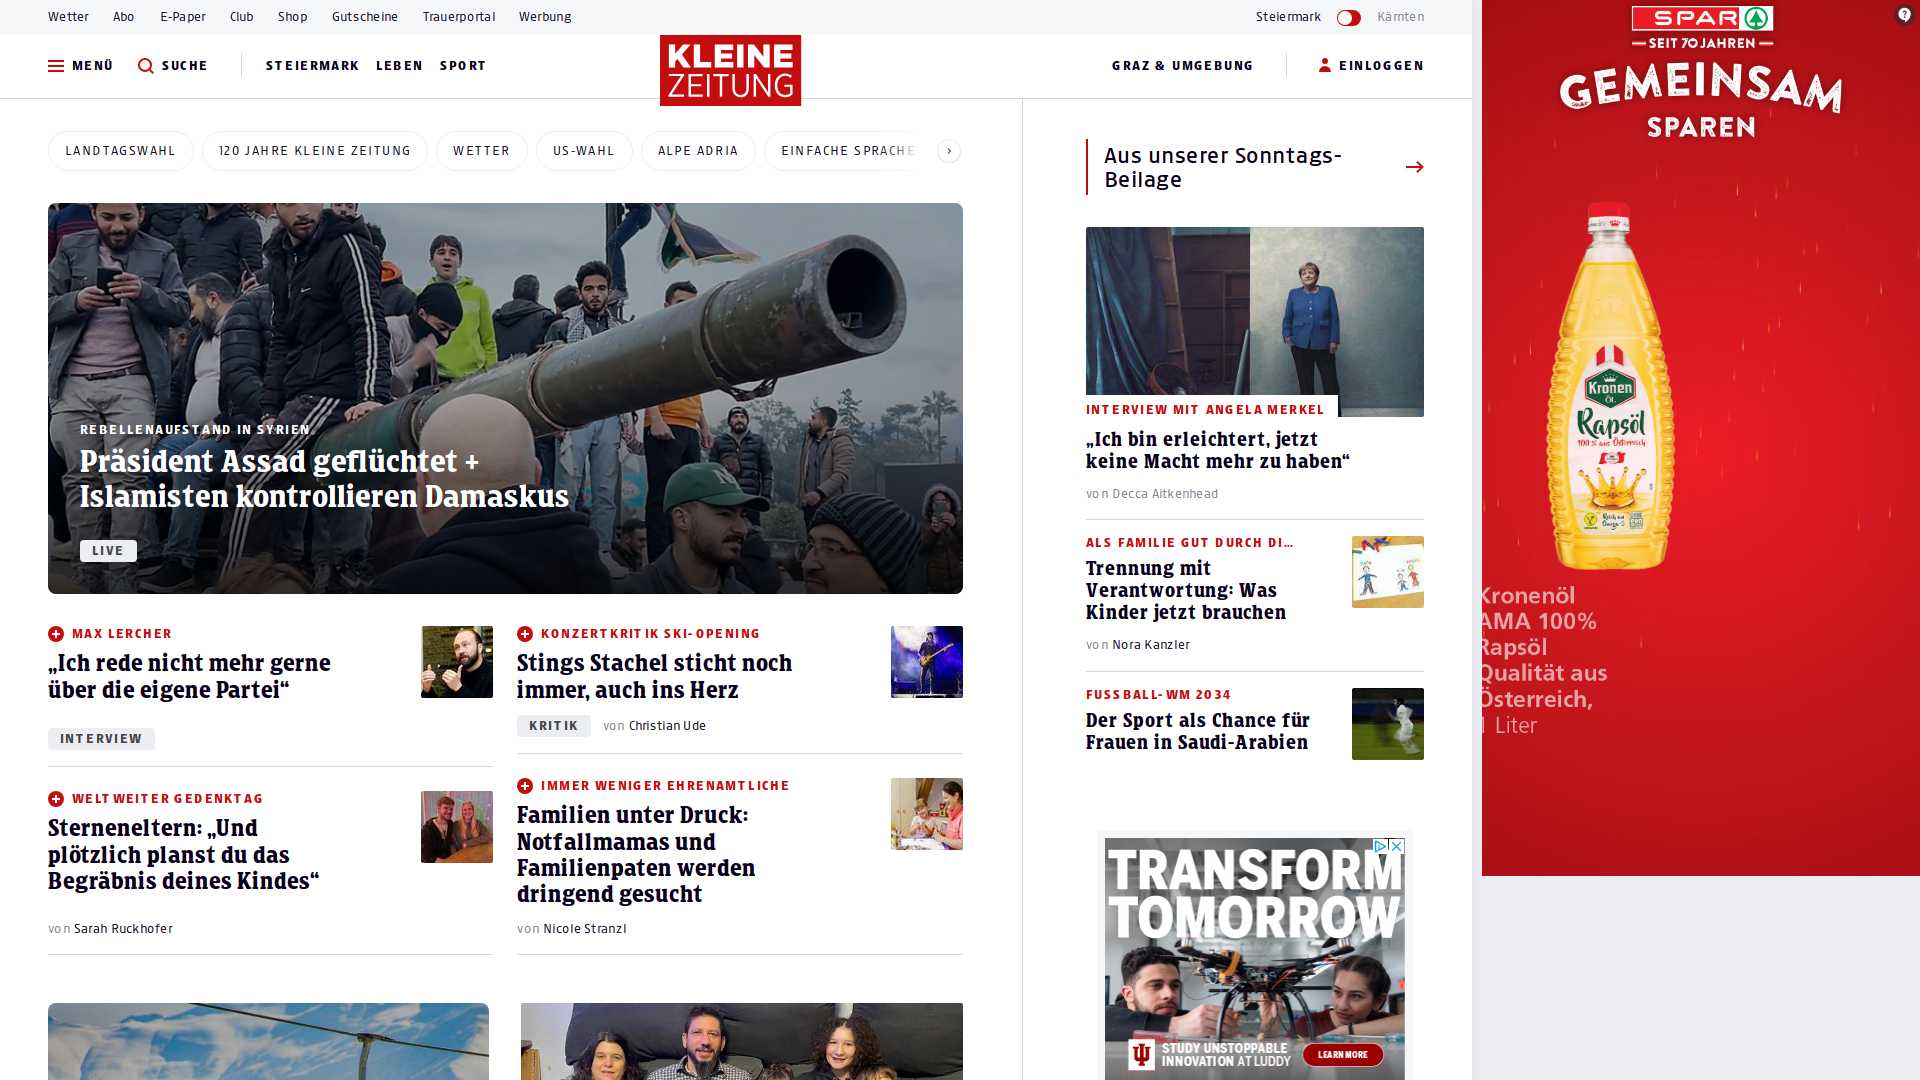 Wetter Abo E-Paper Club Shop Gutscheine Trauerportal Werbung
Steiermark Kärnten
MENÜ SUCHE STEIERMARK LEBEN SPORT
KLEINE
ZEITUNG
GRAZ & UMGEBUNG EINLOGGEN
LANDTAGSWAHL 120 JAHRE KLEINE ZEITUNG WETTER US-WAHL ALPE ADRIA EINFACHE SPRACHE
REBELLENAUFSTAND IN SYRIEN
Präsident Assad geflüchtet +
Islamisten kontrollieren Damaskus
LIVE
MAX LERCHER
„Ich rede nicht mehr gerne
über die eigene Partei“
INTERVIEW
KONZERTKRITIK SKI-OPENING
Stings Stachel sticht noch
immer, auch ins Herz
KRITIK von Christian Ude
WELTWEITER GEDENKTAG
Sterneneltern: „Und
plötzlich planst du das
Begräbnis deines Kindes“
von Sarah Ruckhofer
IMMER WENIGER EHRENAMTLICHE
Familien unter Druck:
Notfallmamas und
Familienpaten werden
dringend gesucht
von Nicole Stranzl
Aus unserer Sonntags-
Beilage
INTERVIEW MIT ANGELA MERKEL
„Ich bin erleichtert, jetzt
keine Macht mehr zu haben“
von Decca Aitkenhead
ALS FAMILIE GUT DURCH DI…
Trennung mit
Verantwortung: Was
Kinder jetzt brauchen
von Nora Kanzler
FUSSBALL-WM 2034
Der Sport als Chance für
Frauen in Saudi-Arabien
TRANSFORM
TOMORROW
STUDY UNSTOPPABLE
INNOVATION AT LUDDY
LEARN MORE
SPAR
SEIT 70 JAHREN
GEMEINSAM
SPAREN
Kronen
Öl
Rapsöl
100 % aus Österreich
Kronenöl
AMA 100%
Rapsöl
Qualität aus
Österreich,
1 Liter